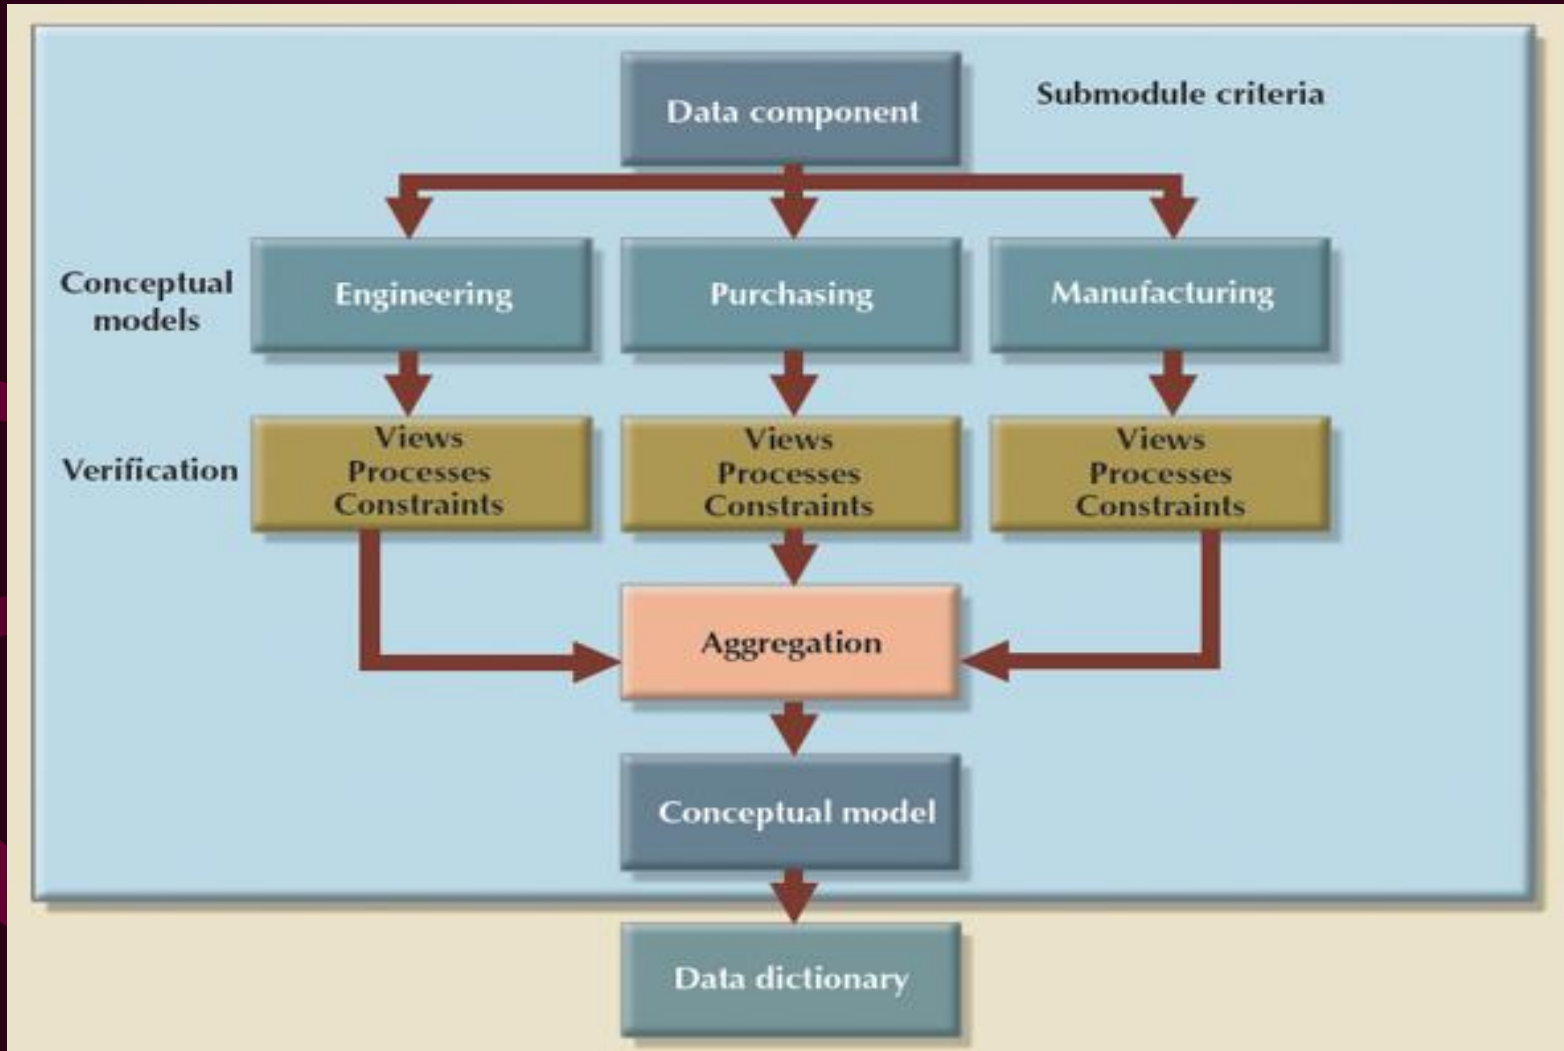 Data component
Submodule criteria
Conceptual
models
Engineering
Purchasing
Manufacturing
Verification
Views
Processes
Constraints
Views
Processes
Constraints
Views
Processes
Constraints
Aggregation
Conceptual model
Data dictionary